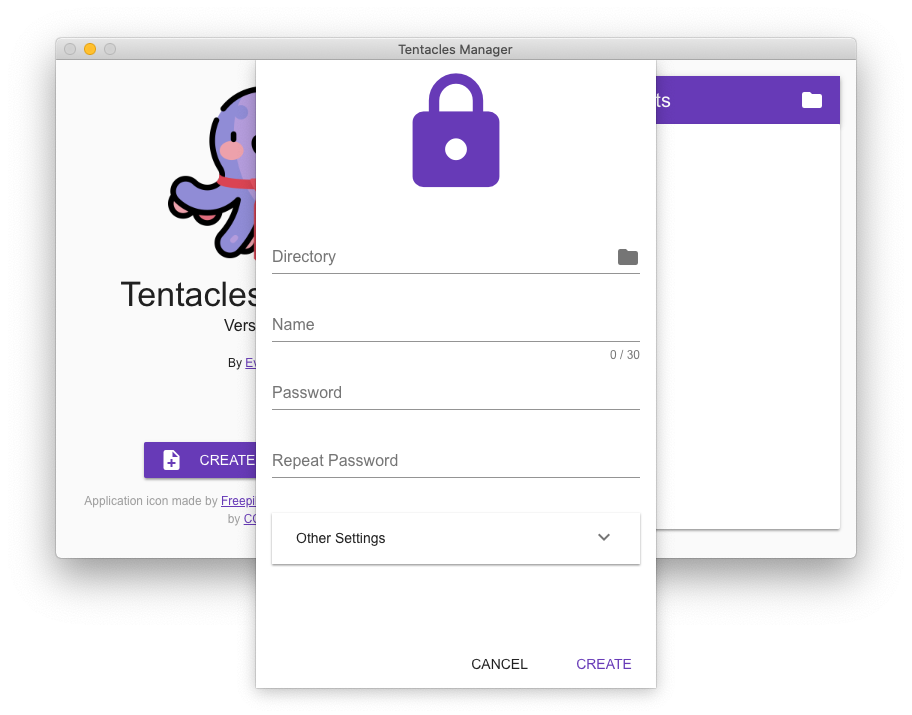 Tentacles Manager
Tentacles
Vers
By Ev
CREATE
Application icon made by Freepi
by CC
ts
Directory
Name
0 / 30
Password
Repeat Password
Other Settings
CANCEL
CREATE